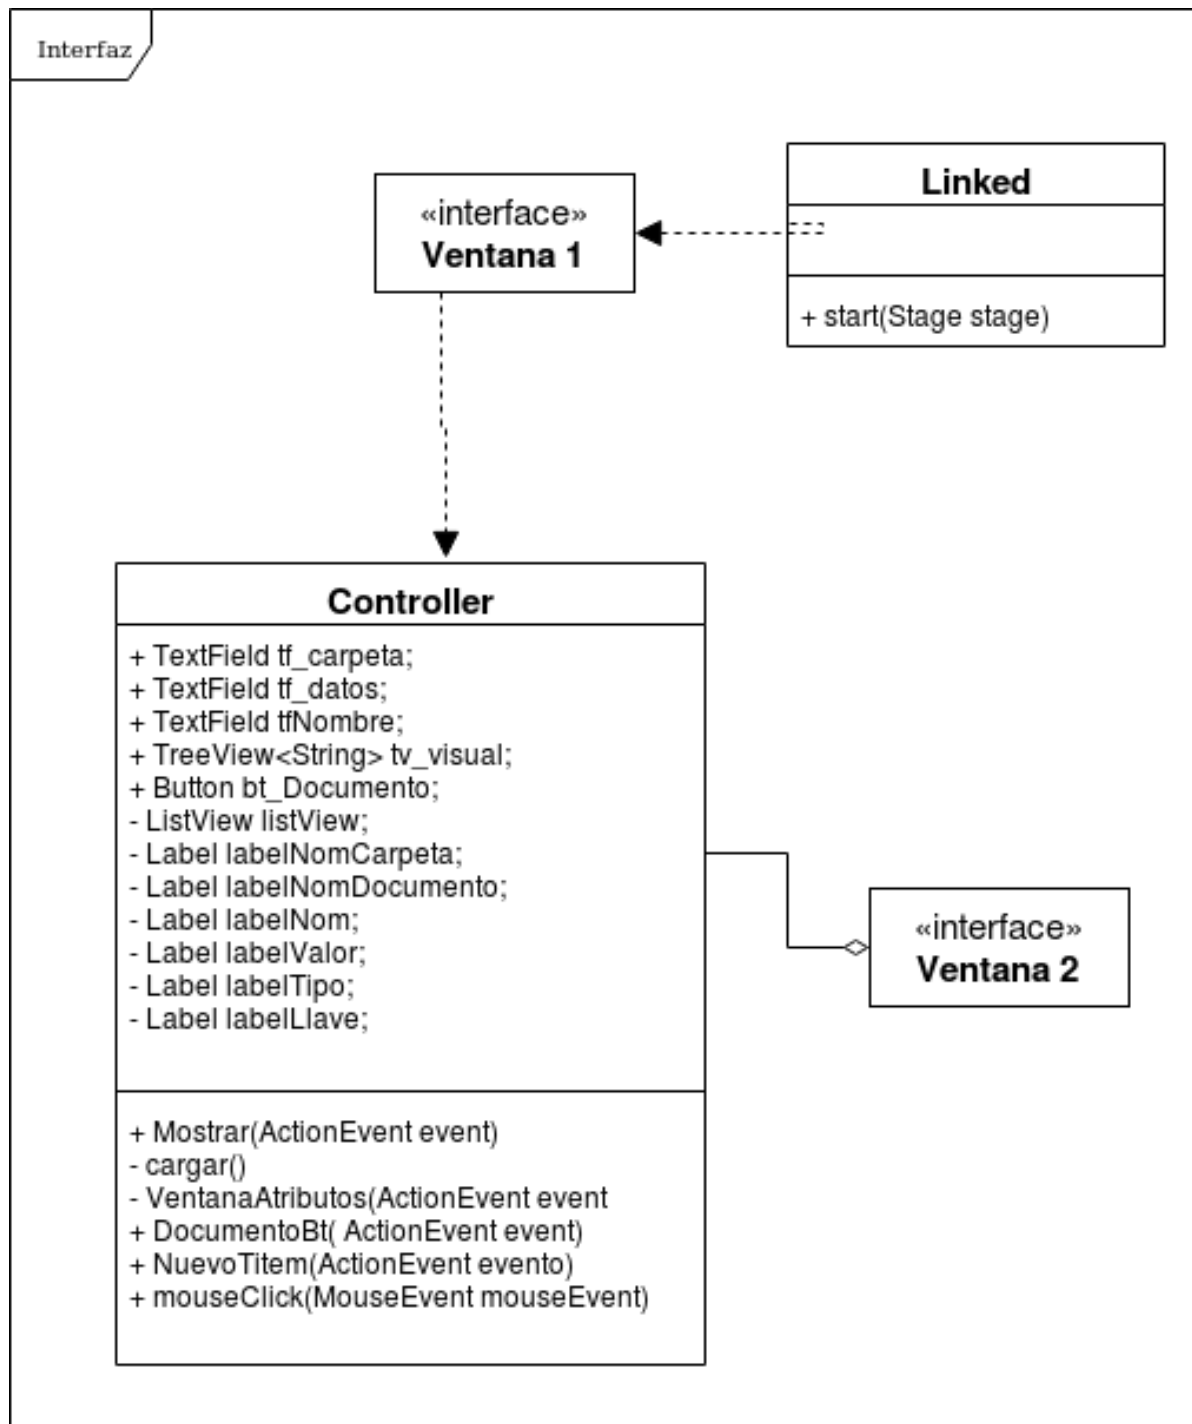 Interfaz
«interface»
Ventana 1
Linked
+ start(Stage stage)
Controller
+ TextField tf_carpeta;
+ TextField tf_datos;
+ TextField tfNombre;
+ TreeView<String> tv_visual;
+ Button bt_Documento;
- ListView listView;
- Label labelNomCarpeta;
- Label labelNomDocumento;
- Label labelNom;
- Label labelValor;
- Label labelTipo;
- Label labelLlave;
+ Mostrar(ActionEvent event)
- cargar()
- VentanaAtributos(ActionEvent event
+ DocumentoBt( ActionEvent event)
+ NuevoTitem(ActionEvent evento)
+ mouseClick(MouseEvent mouseEvent)
«interface»
Ventana 2